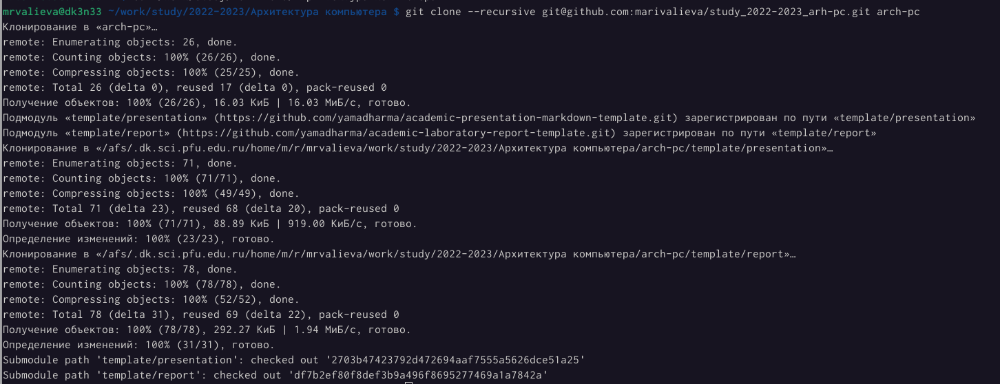 mrvalieva@dk3n33 ~/work/study/2022-2023/Архитектура компьютера $ git clone --recursive git@github.com:marivalieva/study_2022-2023_arh-pc.git arch-pc
Клонирование в «arch-pc»…
remote: Enumerating objects: 26, done.
remote: Counting objects: 100% (26/26), done.
remote: Compressing objects: 100% (25/25), done.
remote: Total 26 (delta 0), reused 17 (delta 0), pack-reused 0
Получение объектов: 100% (26/26), 16.03 КиБ | 16.03 МиБ/с, готово.
Подмодуль «template/presentation» (https://github.com/yamadharma/academic-presentation-markdown-template.git) зарегистрирован по пути «template/presentation»
Подмодуль «template/report» (https://github.com/yamadharma/academic-laboratory-report-template.git) зарегистрирован по пути «template/report»
Клонирование в «/afs/.dk.sci.pfu.edu.ru/home/m/r/mrvalieva/work/study/2022-2023/Архитектура компьютера/arch-pc/template/presentation»…
remote: Enumerating objects: 71, done.
remote: Counting objects: 100% (71/71), done.
remote: Compressing objects: 100% (49/49), done.
remote: Total 71 (delta 23), reused 68 (delta 20), pack-reused 0
Получение объектов: 100% (71/71), 88.89 КиБ | 919.00 КиБ/с, готово.
Определение изменений: 100% (23/23), готово.
Клонирование в «/afs/.dk.sci.pfu.edu.ru/home/m/r/mrvalieva/work/study/2022-2023/Архитектура компьютера/arch-pc/template/report»…
remote: Enumerating objects: 78, done.
remote: Counting objects: 100% (78/78), done.
remote: Compressing objects: 100% (52/52), done.
remote: Total 78 (delta 31), reused 69 (delta 22), pack-reused 0
Получение объектов: 100% (78/78), 292.27 КиБ | 1.94 МиБ/с, готово.
Определение изменений: 100% (31/31), готово.
Submodule path 'template/presentation': checked out '2703b47423792d472694aaf7555a5626dce51a25'
Submodule path 'template/report': checked out 'df7b2ef80f8def3b9a496f8695277469a1a7842a'